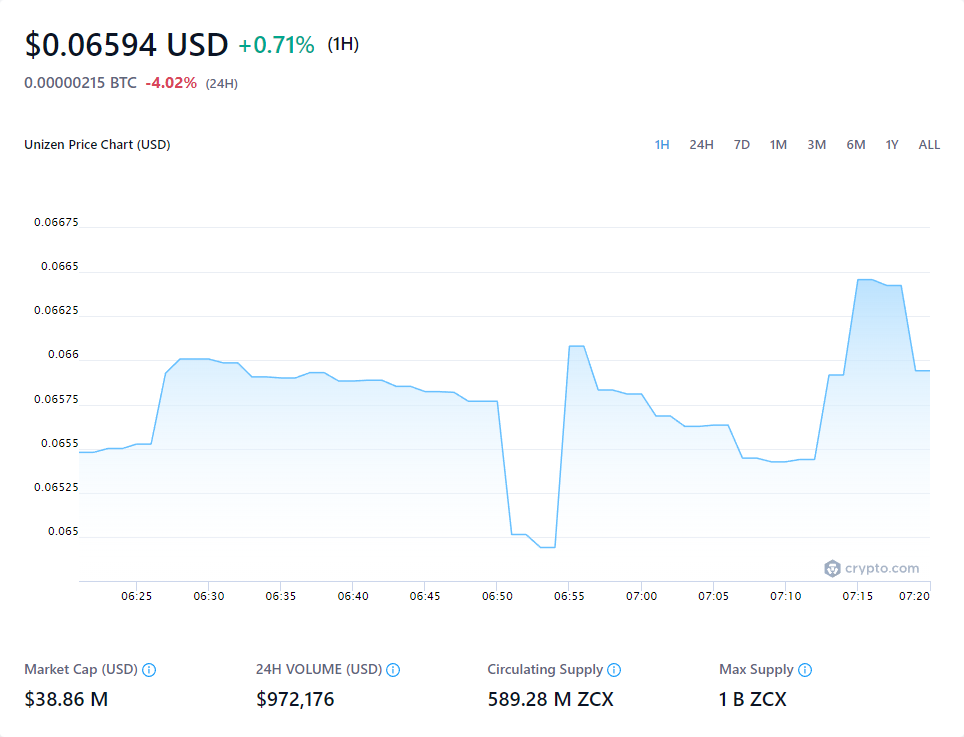 $0.06594 USD +0.71% (1H)
0.00000215 BTC -4.02% (24H)
Unizen Price Chart (USD) 1H 24H 7D 1M 3M 6M 1Y ALL
0.06675
0.0665
0.06625
0.066
0.06575
0.0655
0.06525
0.065
crypto.com
06:25 06:30 06:35 06:40 06:45 06:50 06:55 07:00 07:05 07:10 07:15 07:20
Market Cap (USD) 24H VOLUME (USD) Circulating Supply Max Supply
$38.86 M $972,176 589.28 M ZCX 1 B ZCX